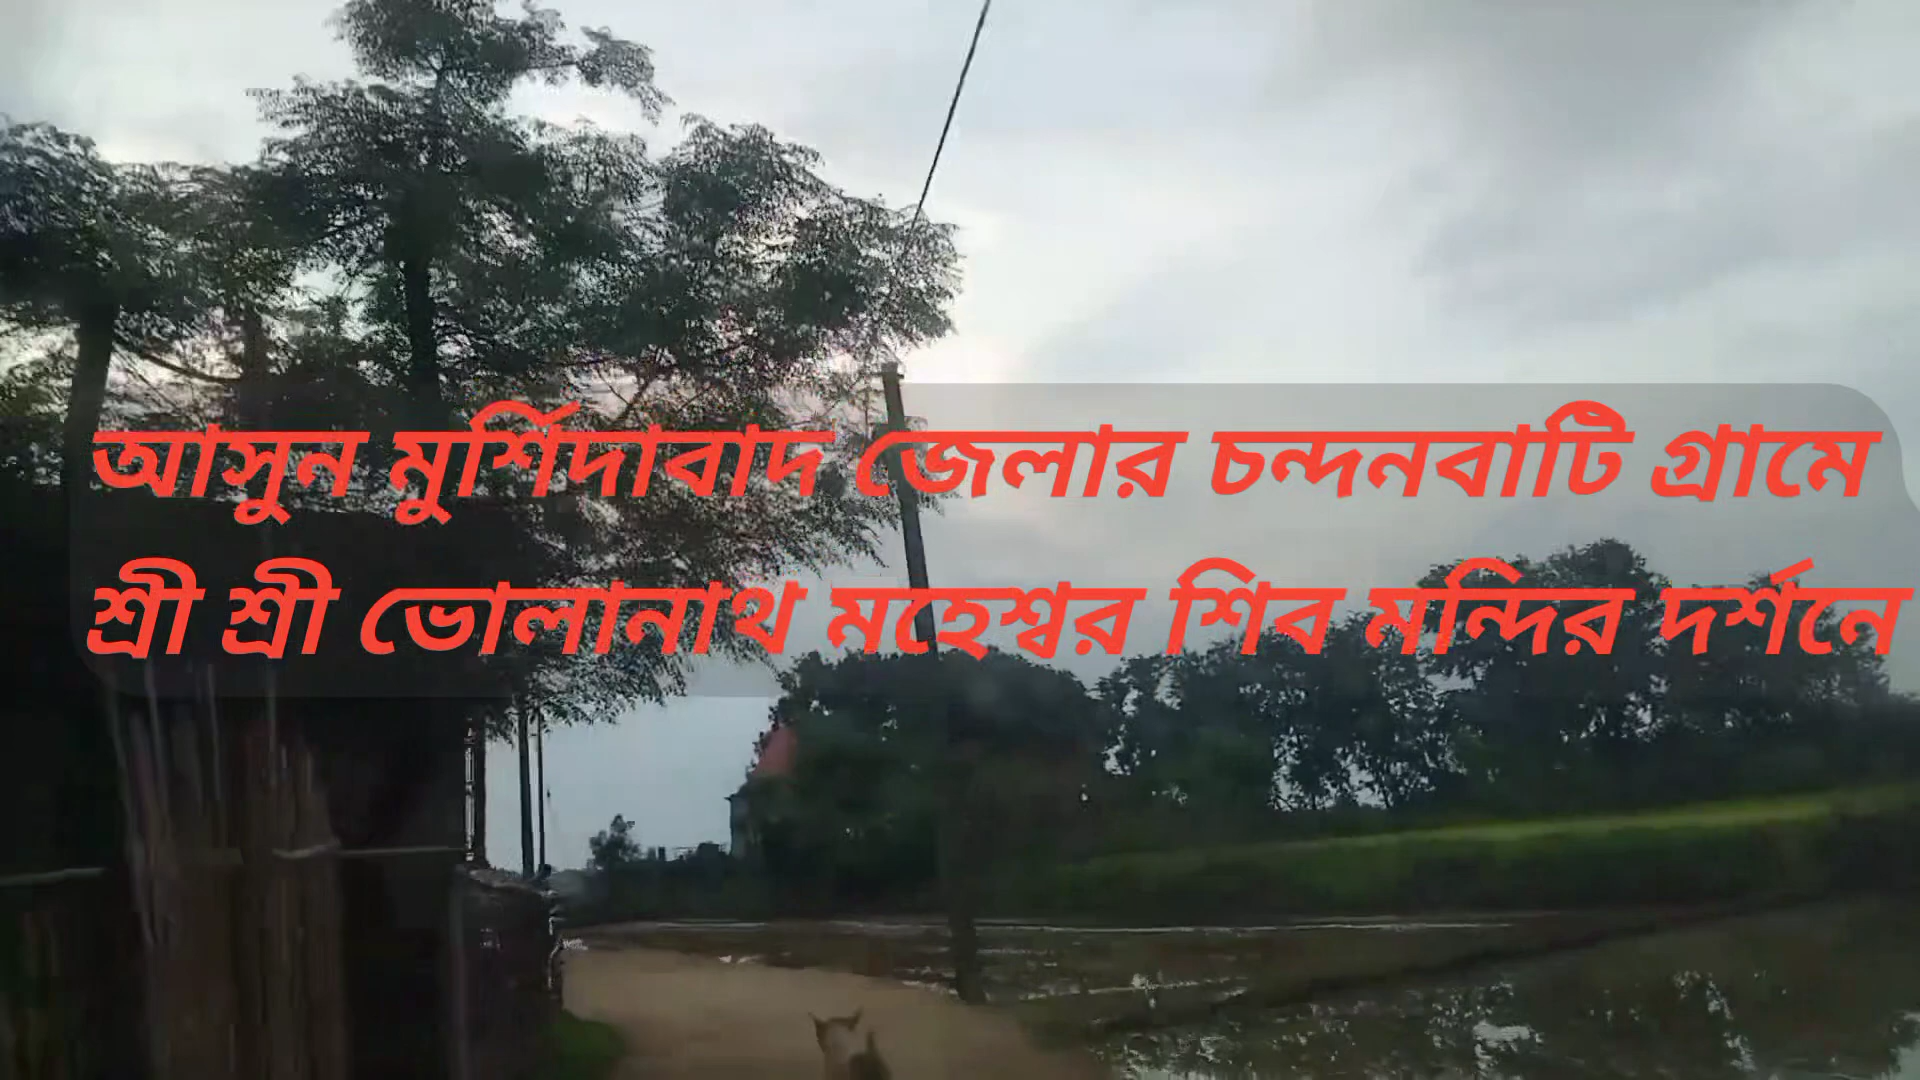 আসুন মুর্শিদাবাদ জেলার চন্দনবাটি গ্রামে
শ্রী শ্রী ভোলানাথ মহেশ্বর শিব মন্দির দর্শনে